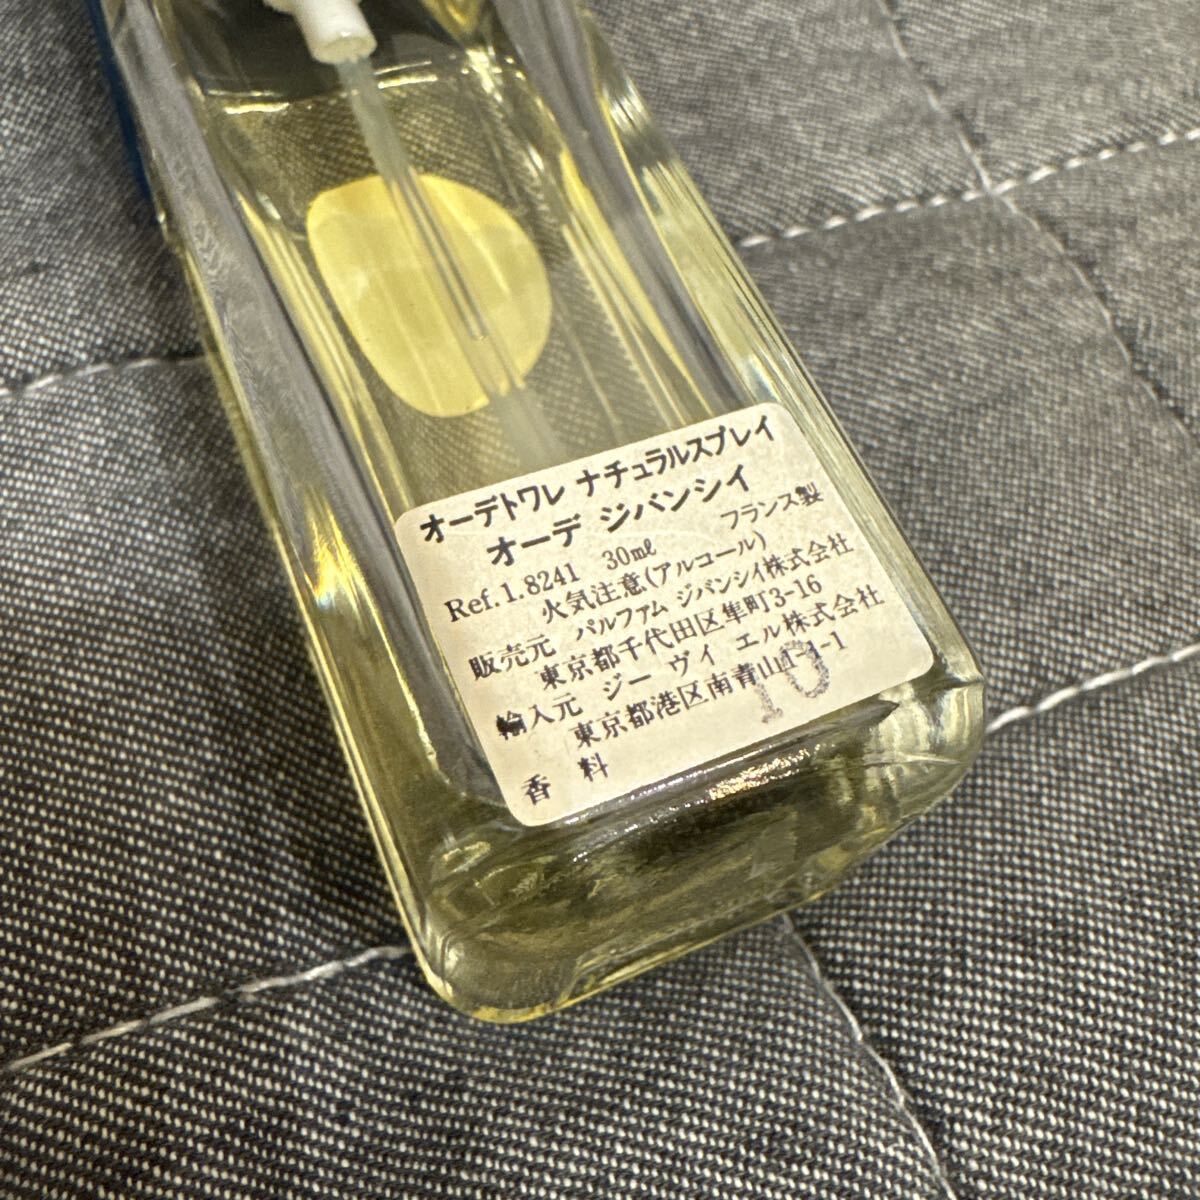 オーデトワレ ナチュラルスプレイ
オーデ ジバンシイ
Ref.1.8241 30mℓ フランス製
火気注意(アルコール)
販売元 パルファム ジバンシイ株式会社
東京都千代田区隼町3-16
輸入元 ジー ヴィ エル株式会社
東京都港区南青山1-1-1
香料
10